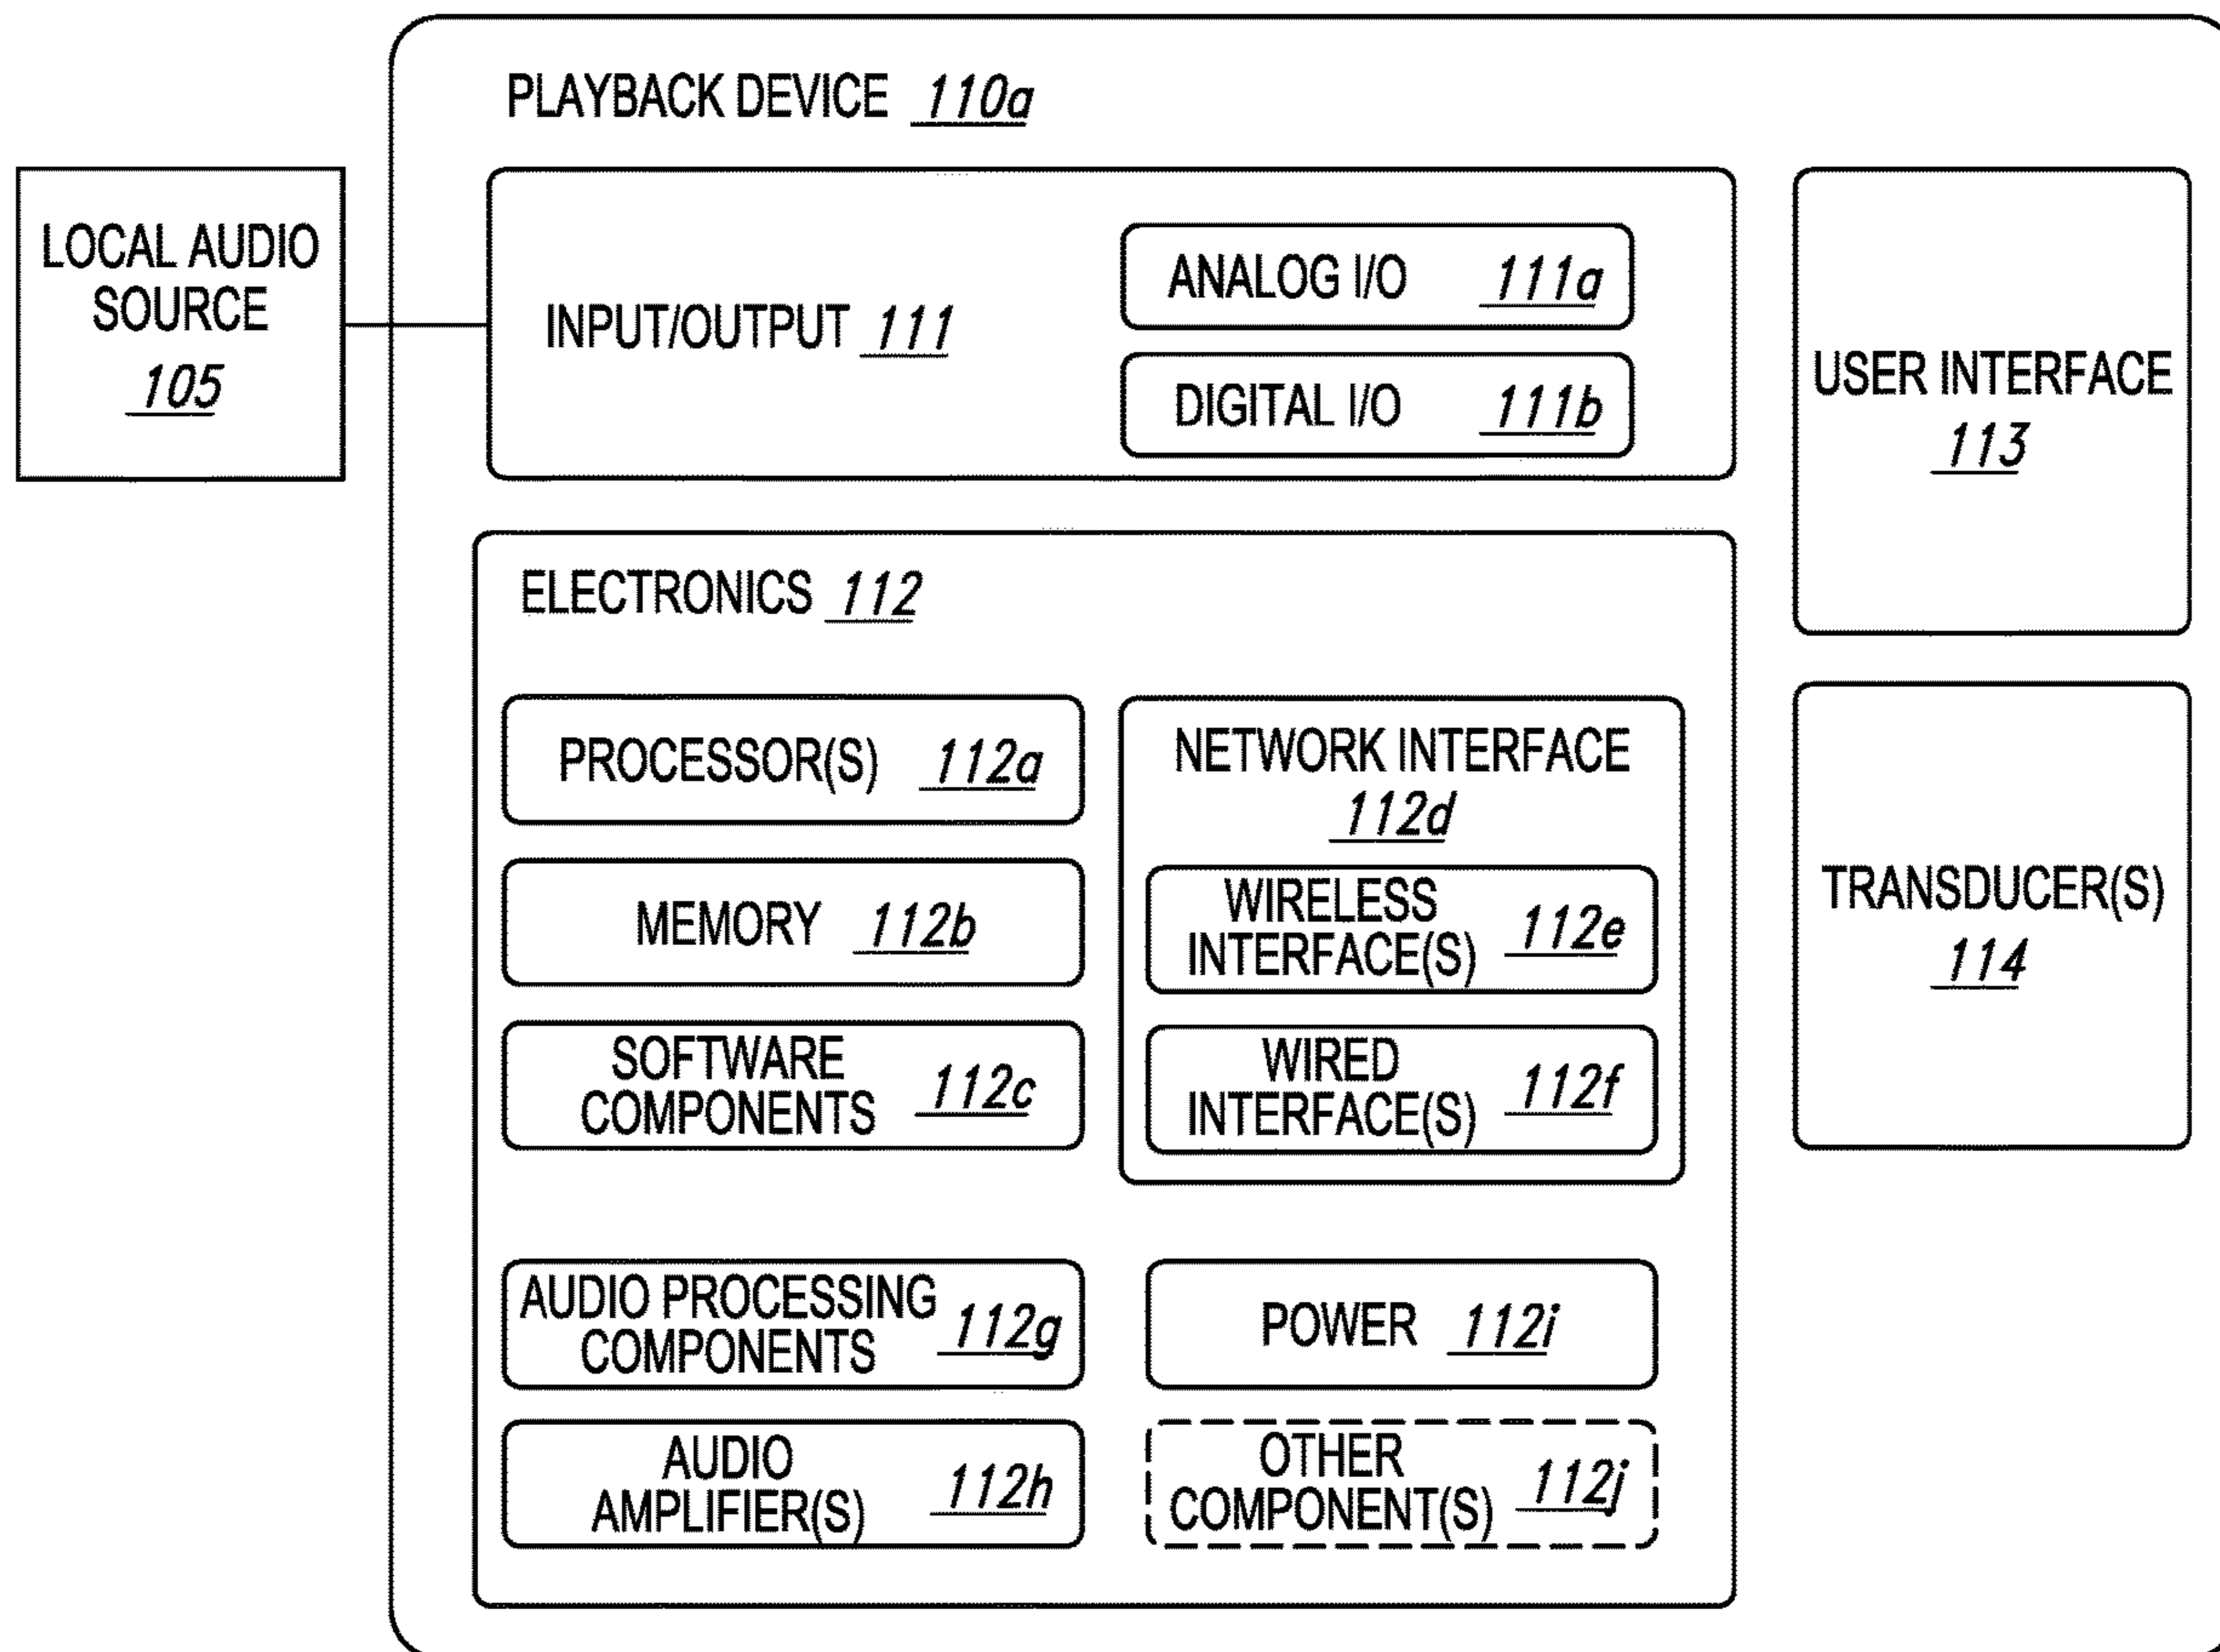 PLAYBACK DEVICE 110a
LOCAL AUDIO
SOURCE
105
INPUT/OUTPUT 111
ANALOG I/O 111a
DIGITAL I/O 111b
USER INTERFACE
113
ELECTRONICS 112
PROCESSOR(S) 112a
MEMORY 112b
SOFTWARE
COMPONENTS 112c
NETWORK INTERFACE
112d
WIRELESS
INTERFACE(S) 112e
WIRED
INTERFACE(S) 112f
TRANSDUCER(S)
114
AUDIO PROCESSING
COMPONENTS 112g
POWER 112i
AUDIO
AMPLIFIER(S) 112h
OTHER
COMPONENT(S) 112j